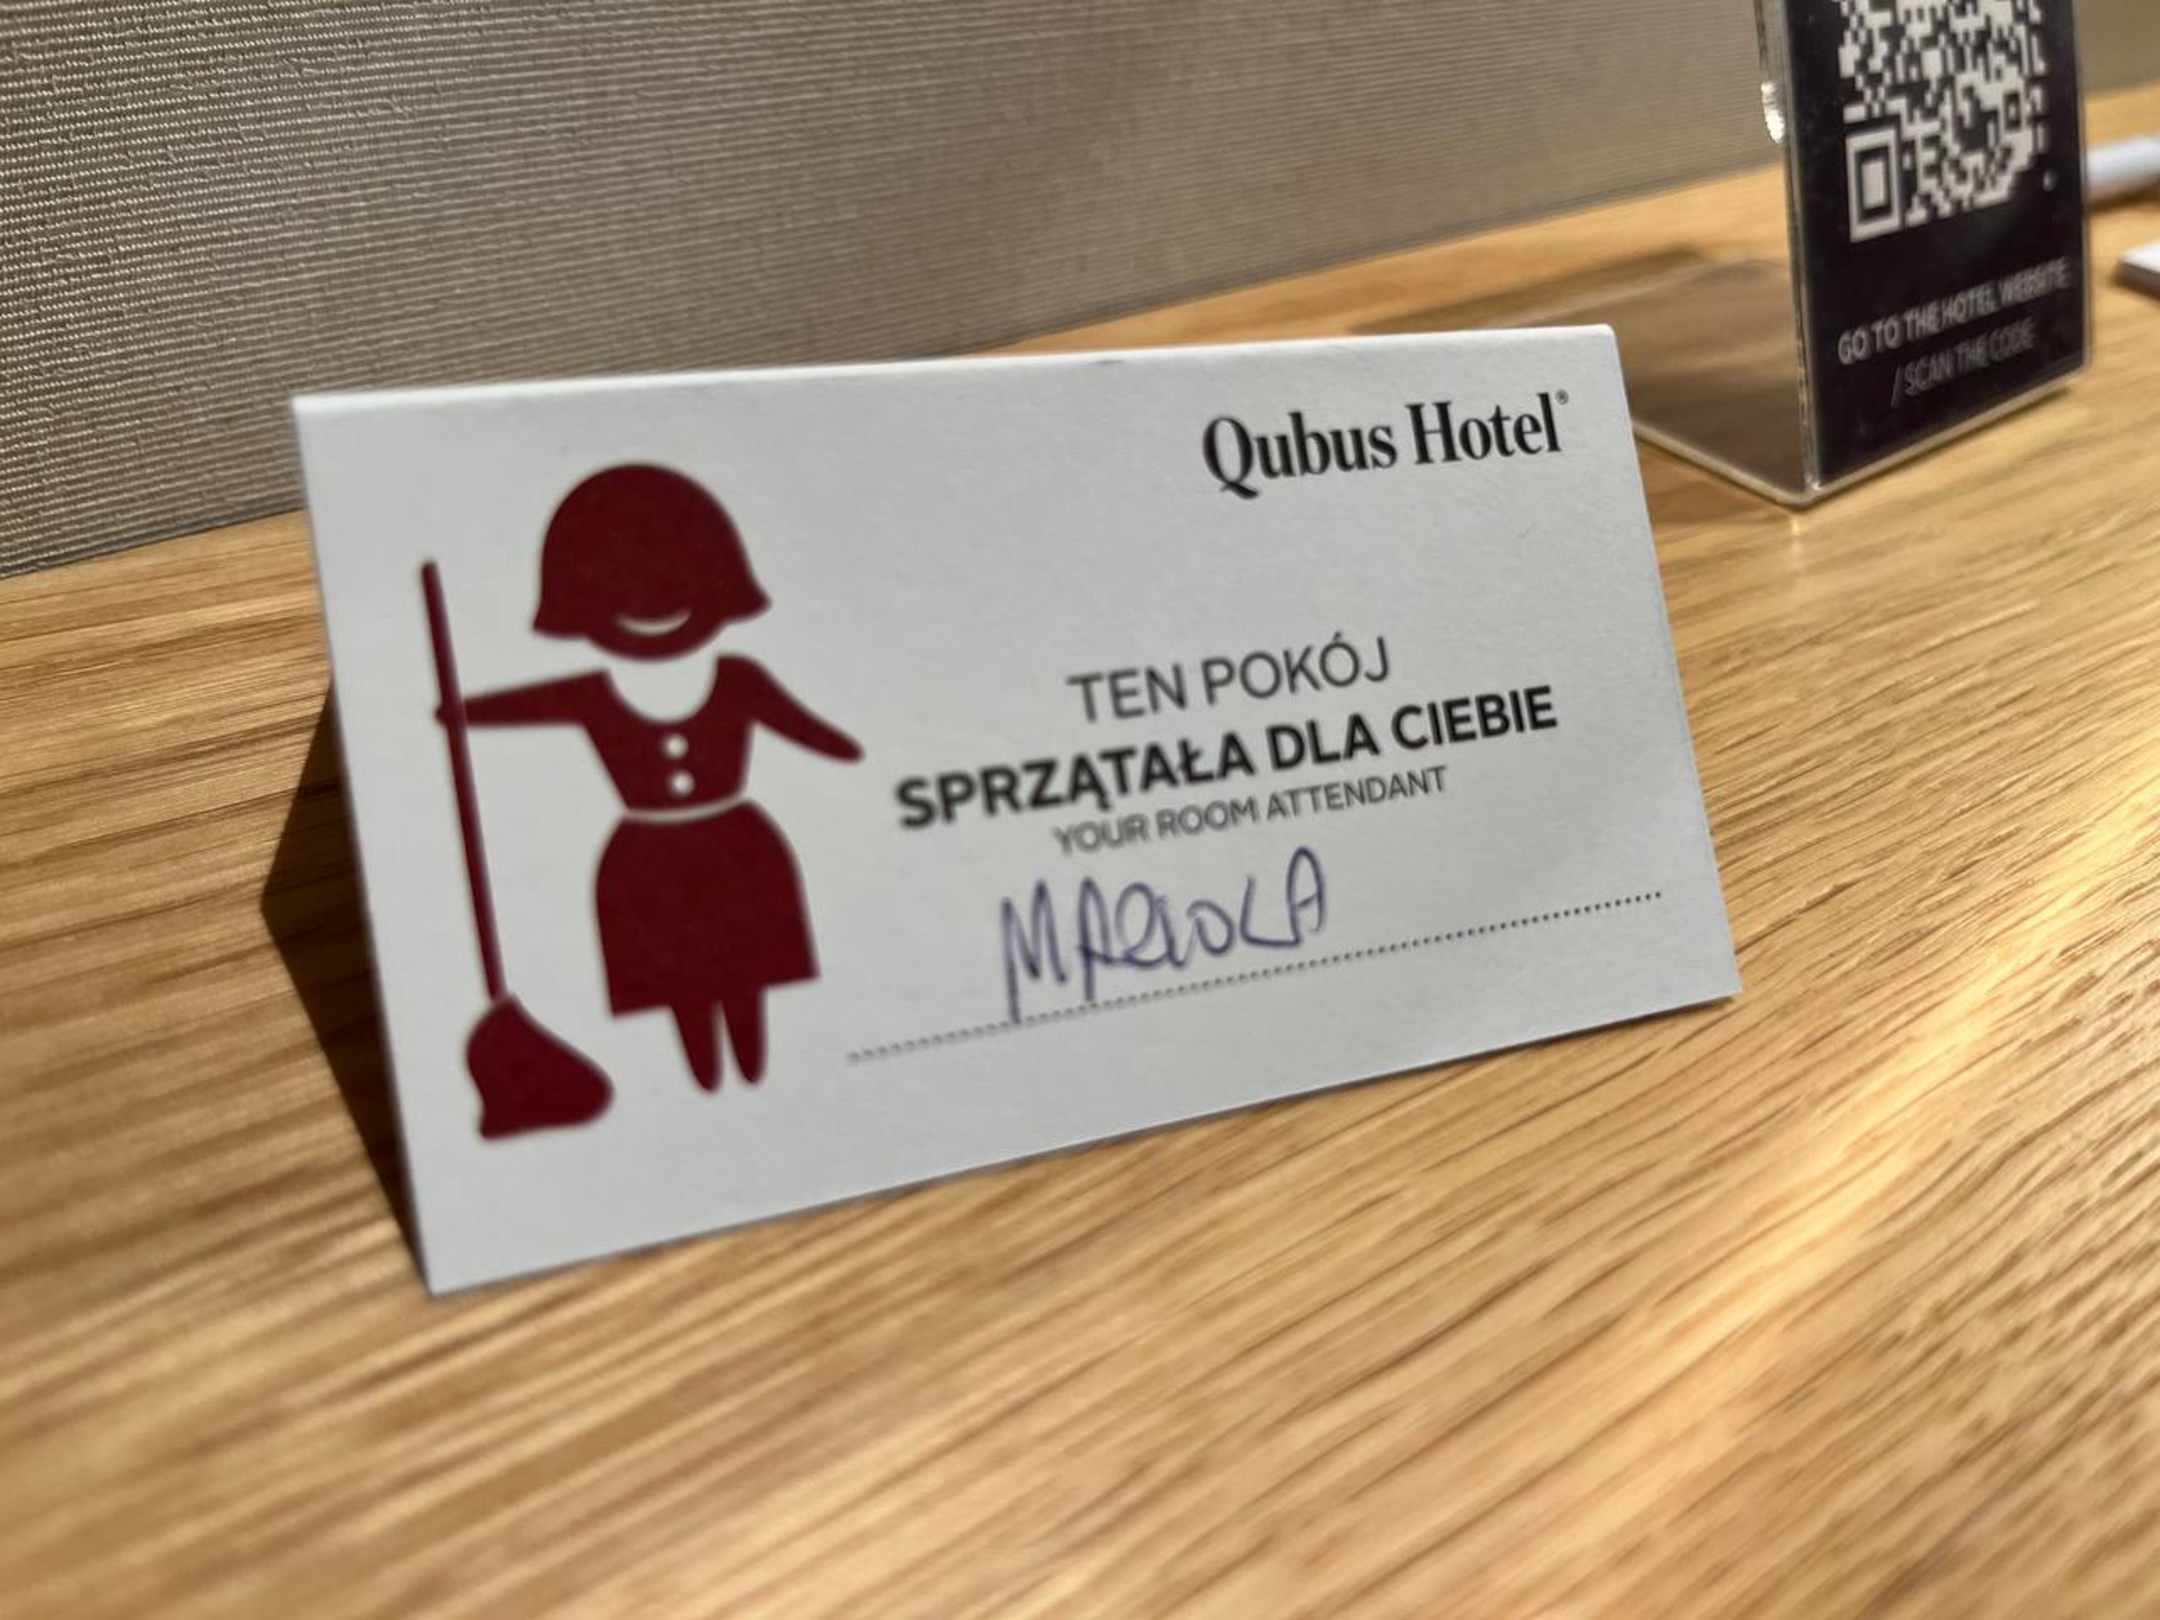 Qubus Hotel®
TEN POKÓJ
SPRZĄTAŁA DLA CIEBIE
YOUR ROOM ATTENDANT
MARIOLA
GO TO THE HOTEL WEBSITE
/ SCAN THE CODE